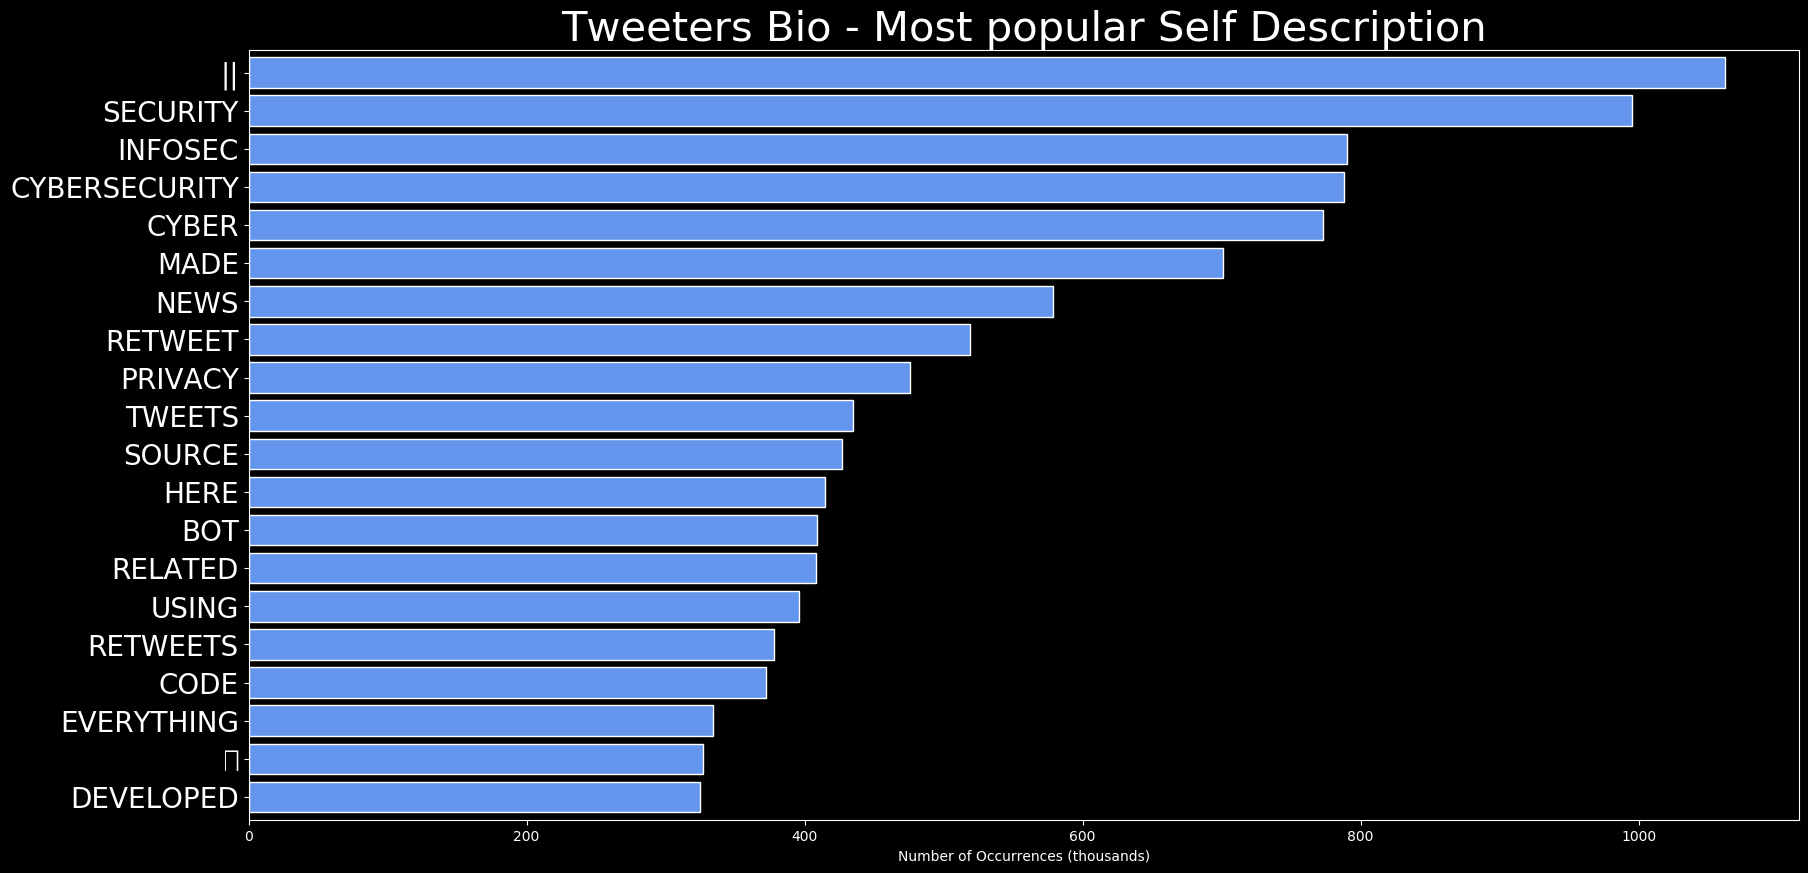 Tweeters Bio - Most popular Self Description
||
SECURITY
INFOSEC
CYBERSECURITY
CYBER
MADE
NEWS
RETWEET
PRIVACY
TWEETS
SOURCE
HERE
BOT
RELATED
USING
RETWEETS
CODE
EVERYTHING
DEVELOPED
0 200 400 600 800 1000
Number of Occurrences (thousands)